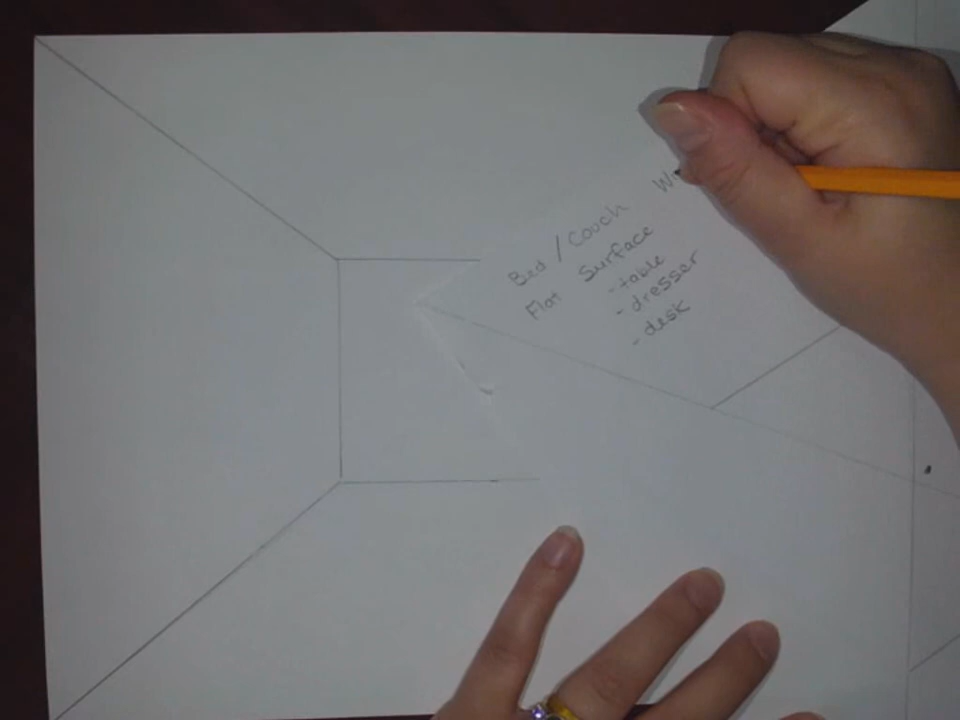 Bed / Couch
Flat Surface
- table
- dresser
- desk
W